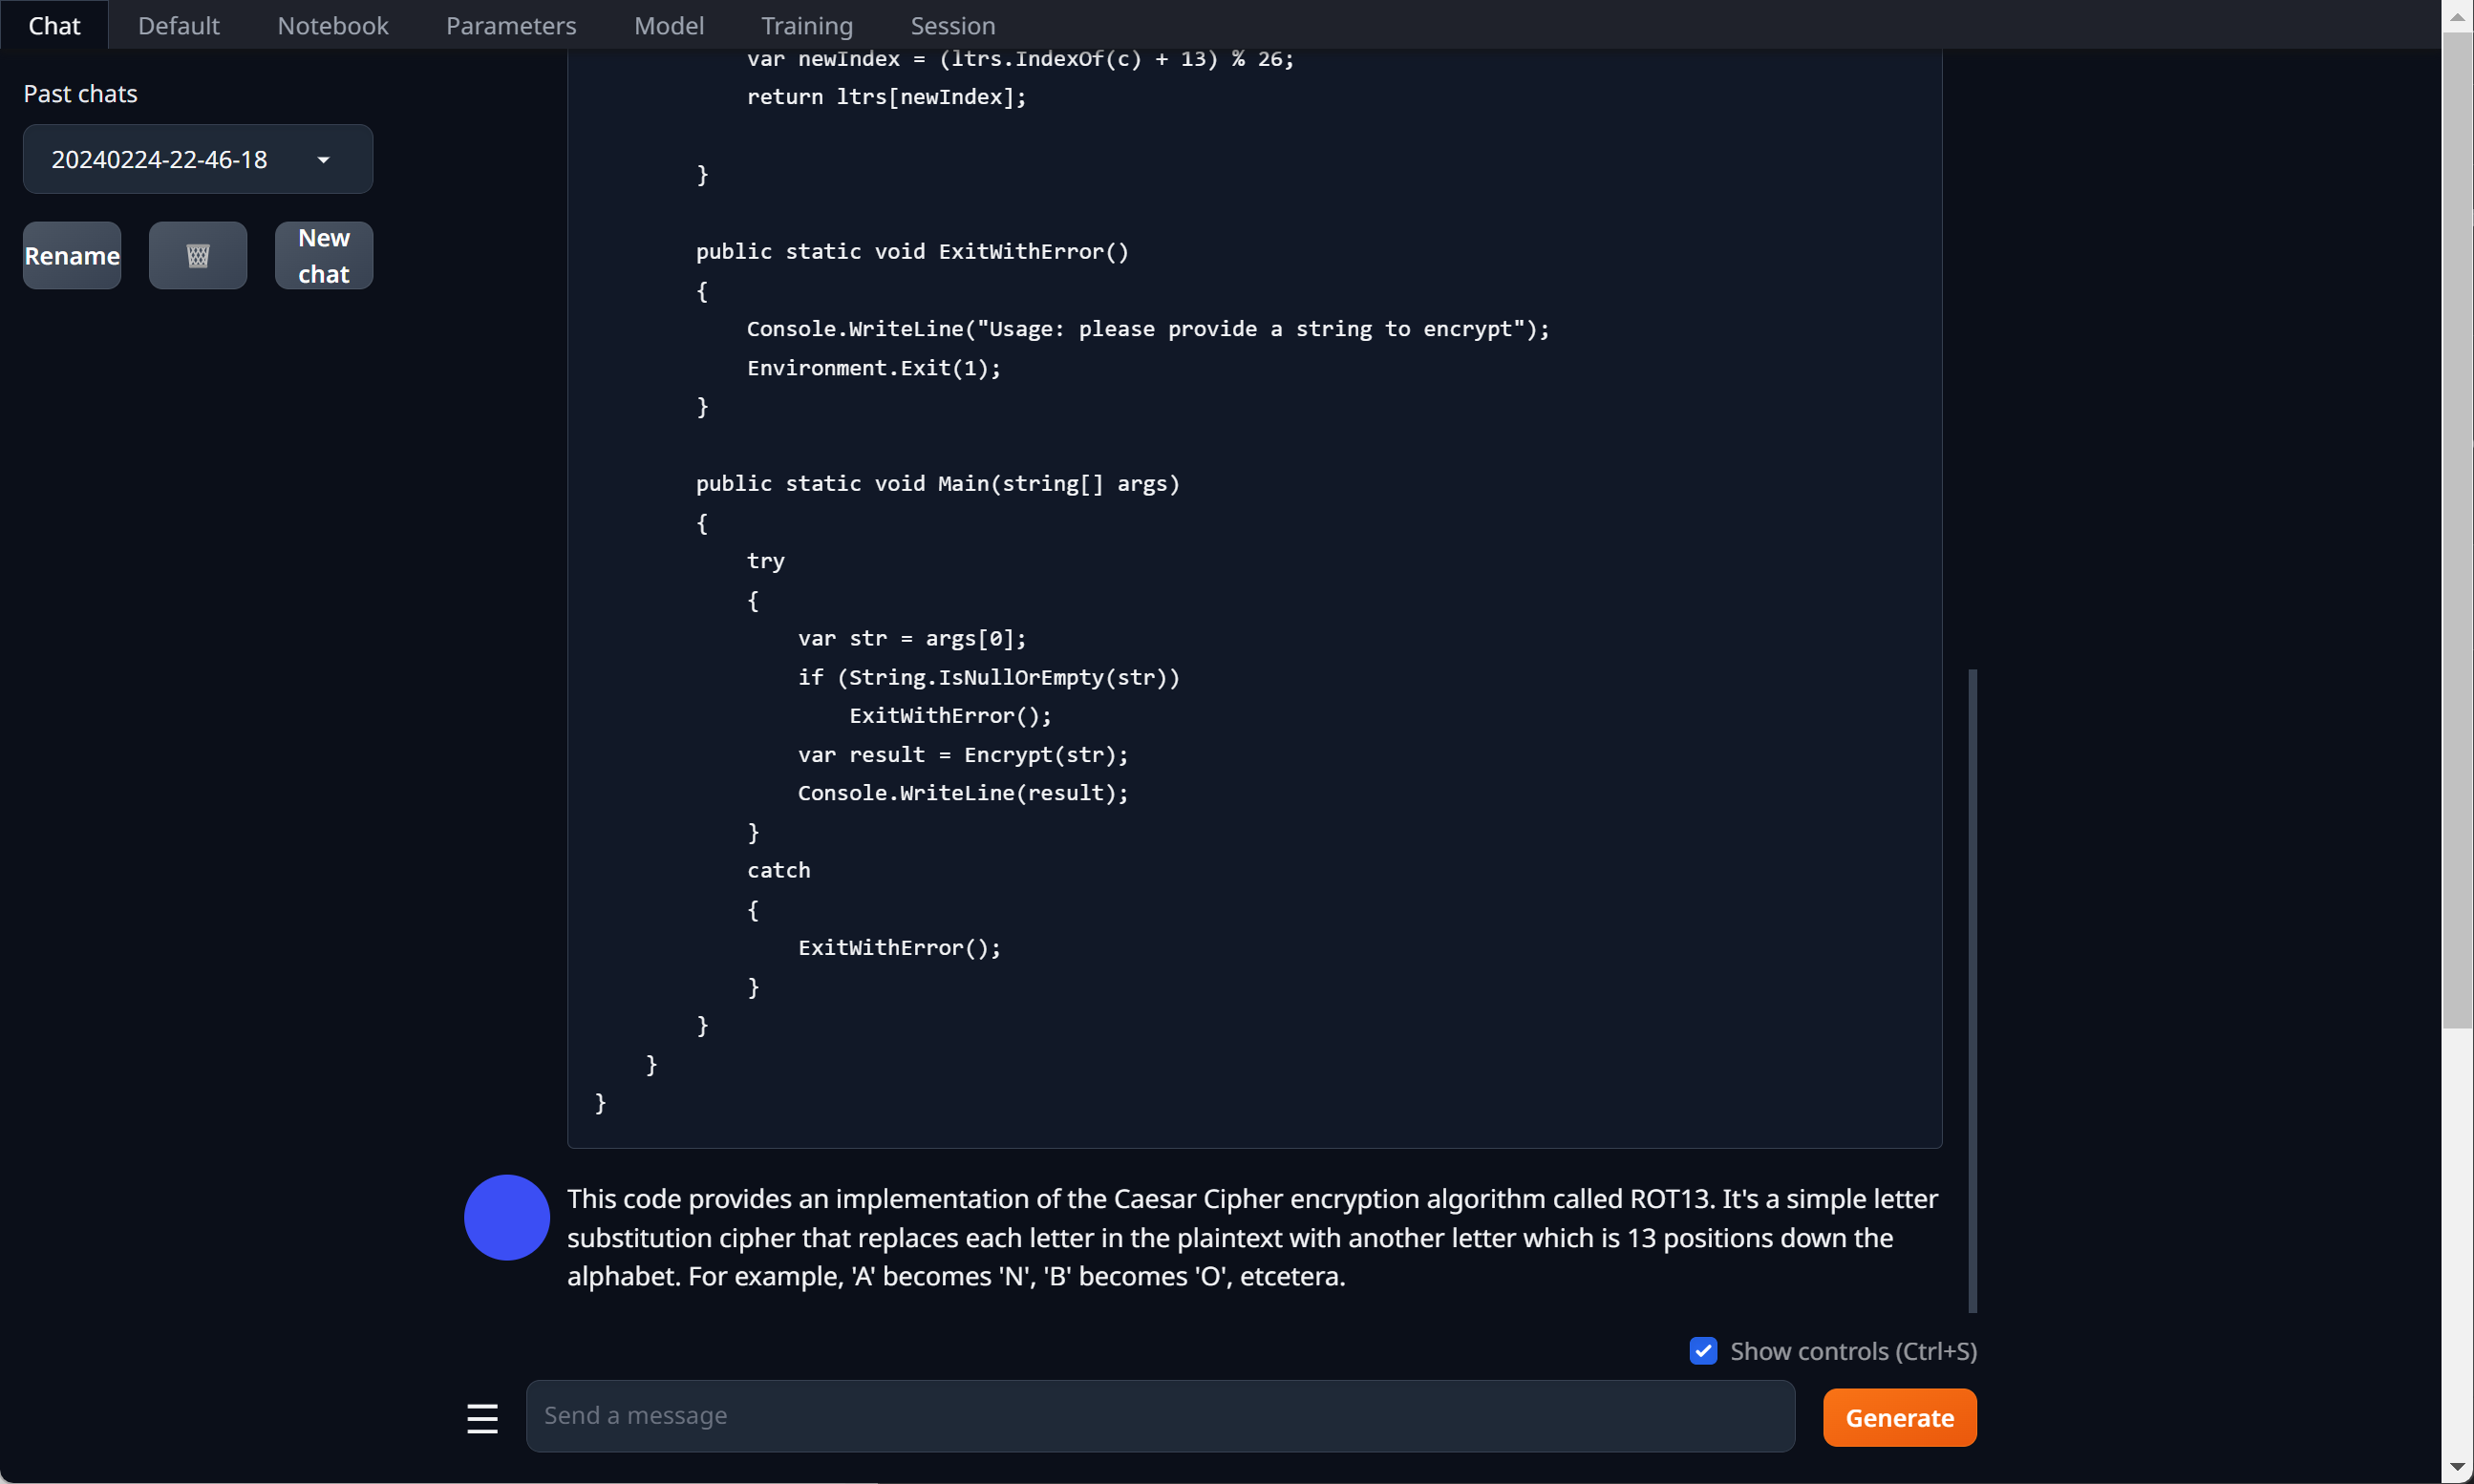 Chat Default Notebook Parameters Model Training Session
Past chats
20240224-22-46-18
Rename
New
chat
var newIndex = (ltrs.IndexOf(c) + 13) % 26;
return ltrs[newIndex];
}
public static void ExitWithError()
{
Console.WriteLine("Usage: please provide a string to encrypt");
Environment.Exit(1);
}
public static void Main(string[] args)
{
try
{
var str = args[0];
if (String.IsNullOrEmpty(str))
ExitWithError();
var result = Encrypt(str);
Console.WriteLine(result);
}
catch
{
ExitWithError();
}
}
}
}
This code provides an implementation of the Caesar Cipher encryption algorithm called ROT13. It's a simple letter
substitution cipher that replaces each letter in the plaintext with another letter which is 13 positions down the
alphabet. For example, 'A' becomes 'N', 'B' becomes 'O', etcetera.
Show controls (Ctrl+S)
Send a message
Generate